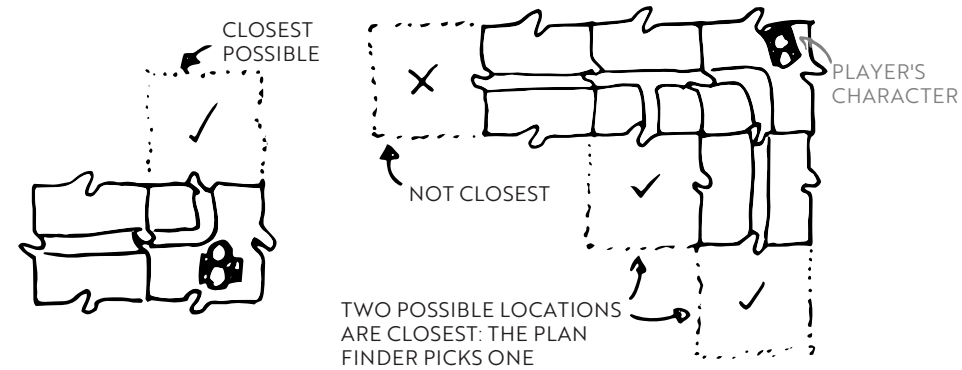 CLOSEST
POSSIBLE
PLAYER'S
CHARACTER
NOT CLOSEST
TWO POSSIBLE LOCATIONS
ARE CLOSEST: THE PLAN
FINDER PICKS ONE